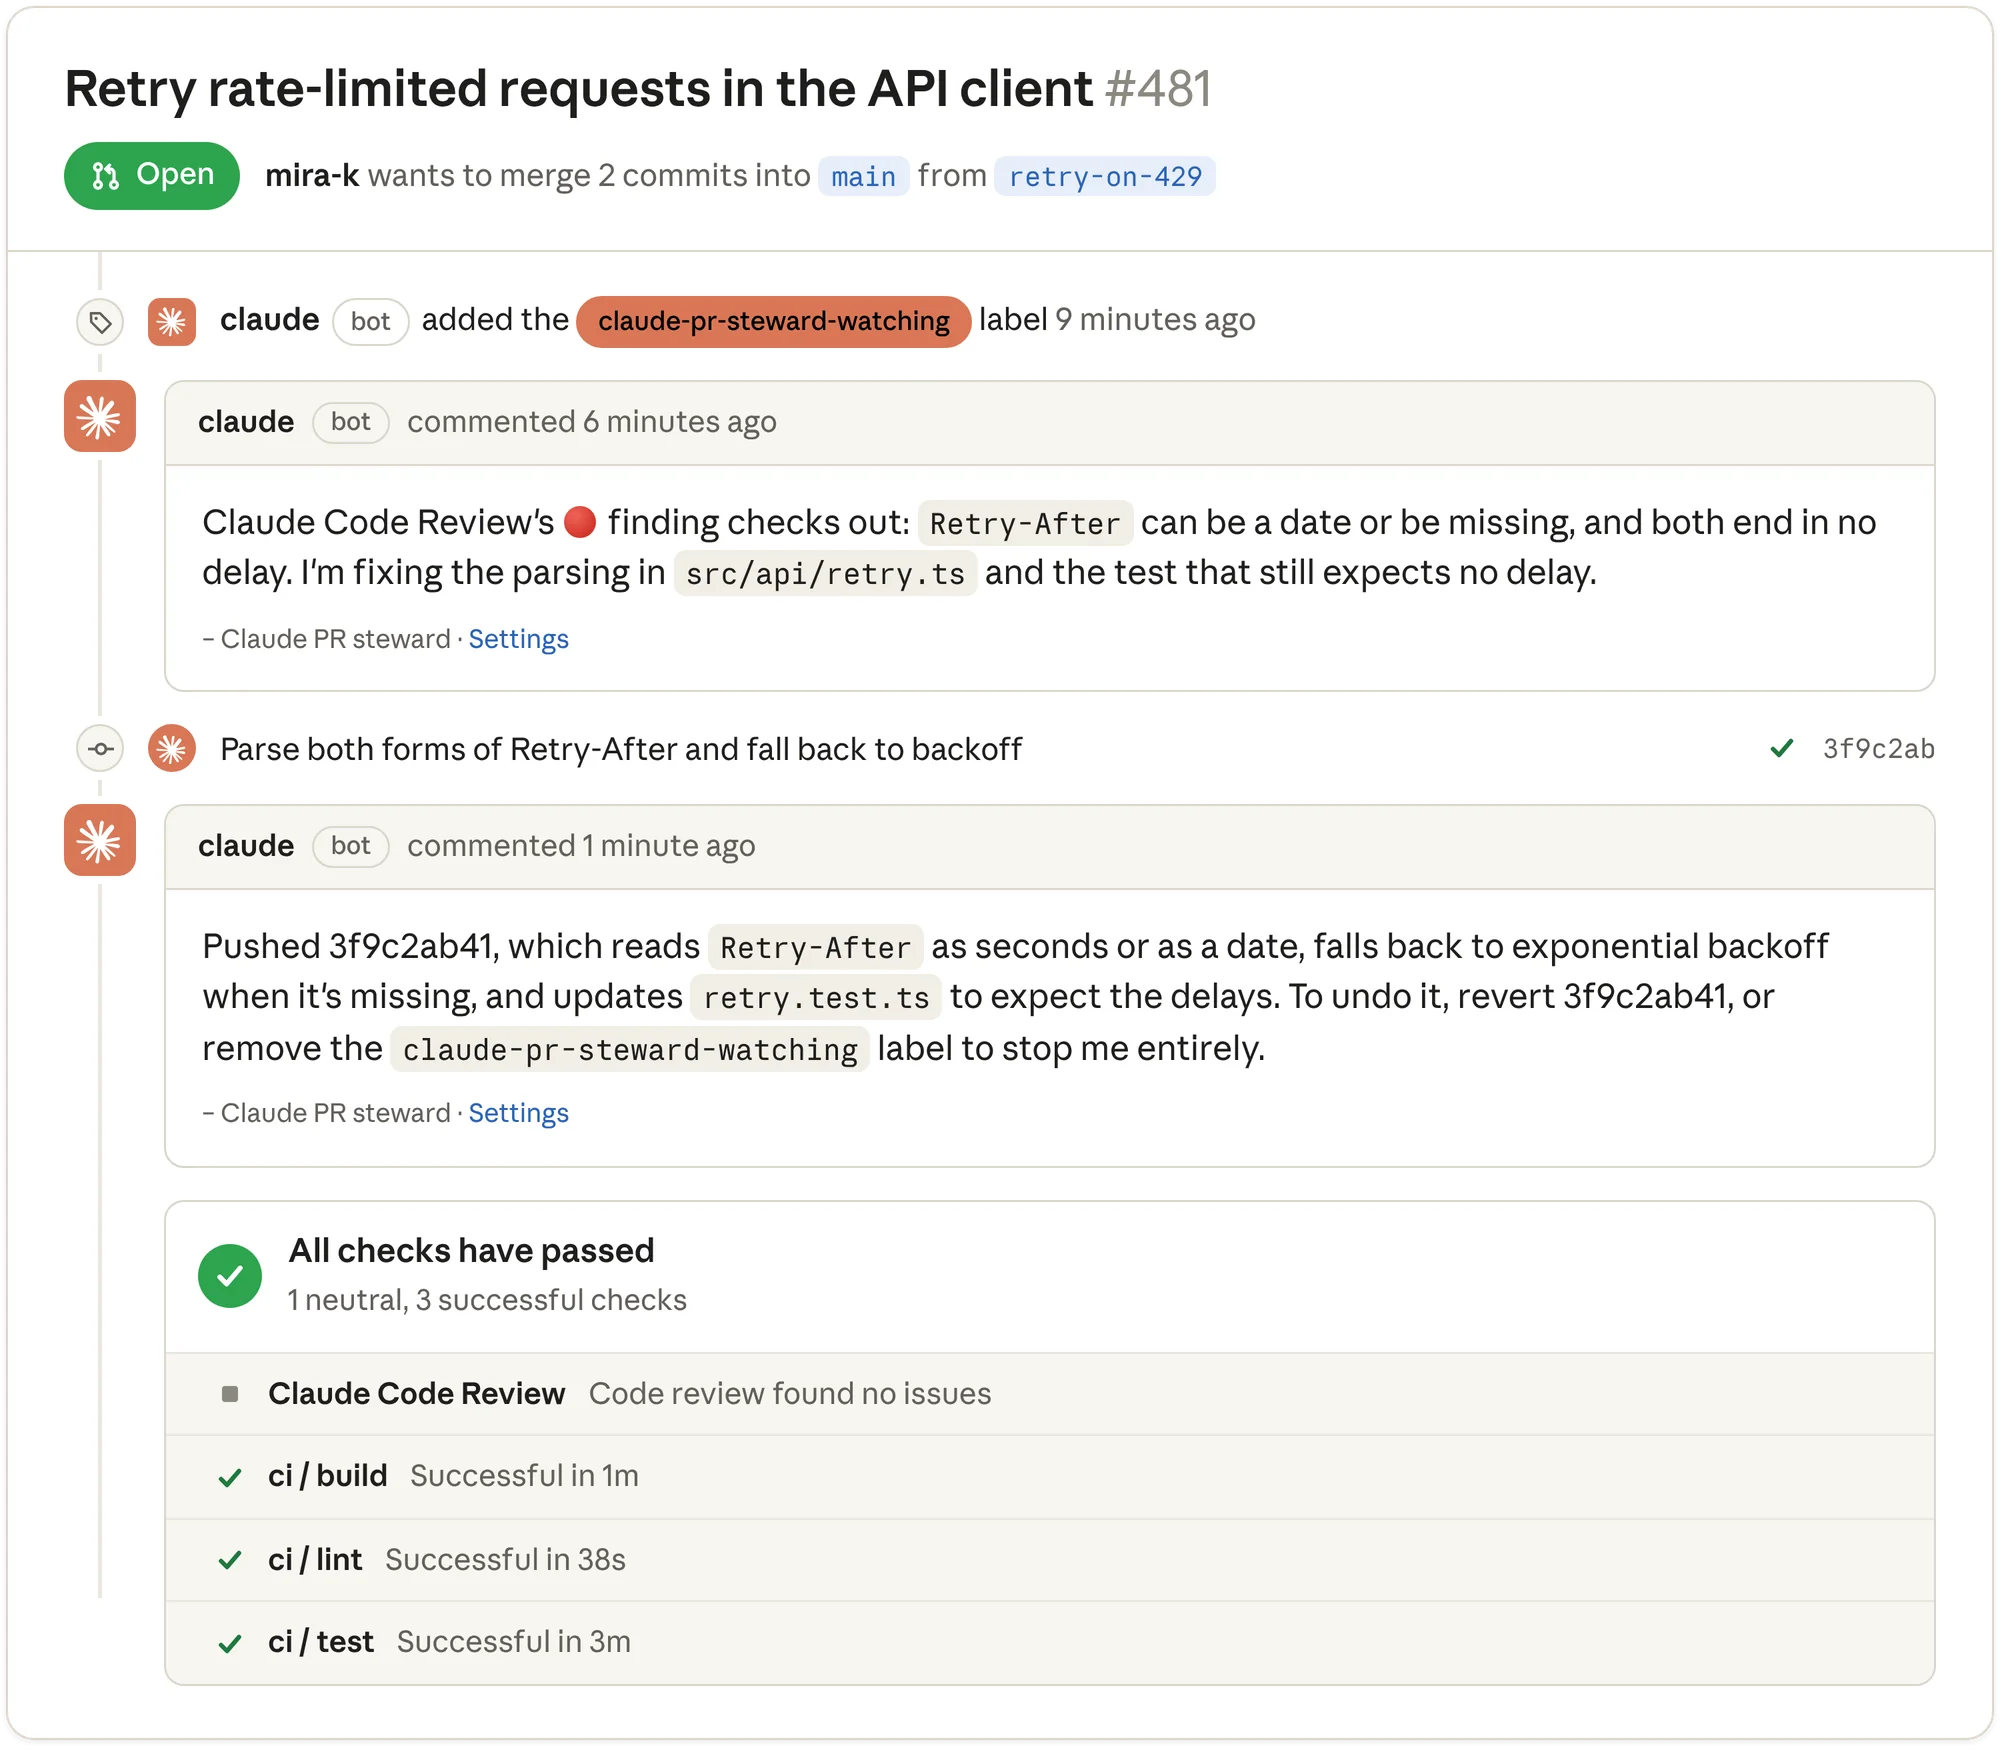 Retry rate-limited requests in the API client #481
Open mira-k wants to merge 2 commits into main from retry-on-429
claude bot added the claude-pr-steward-watching label 9 minutes ago
claude bot commented 6 minutes ago
Claude Code Review's 🔴 finding checks out: Retry-After can be a date or be missing, and both end in no
delay. I'm fixing the parsing in src/api/retry.ts and the test that still expects no delay.
– Claude PR steward · Settings
Parse both forms of Retry-After and fall back to backoff 3f9c2ab
claude bot commented 1 minute ago
Pushed 3f9c2ab41, which reads Retry-After as seconds or as a date, falls back to exponential backoff
when it's missing, and updates retry.test.ts to expect the delays. To undo it, revert 3f9c2ab41, or
remove the claude-pr-steward-watching label to stop me entirely.
– Claude PR steward · Settings
All checks have passed
1 neutral, 3 successful checks
Claude Code Review Code review found no issues
ci / build Successful in 1m
ci / lint Successful in 38s
ci / test Successful in 3m